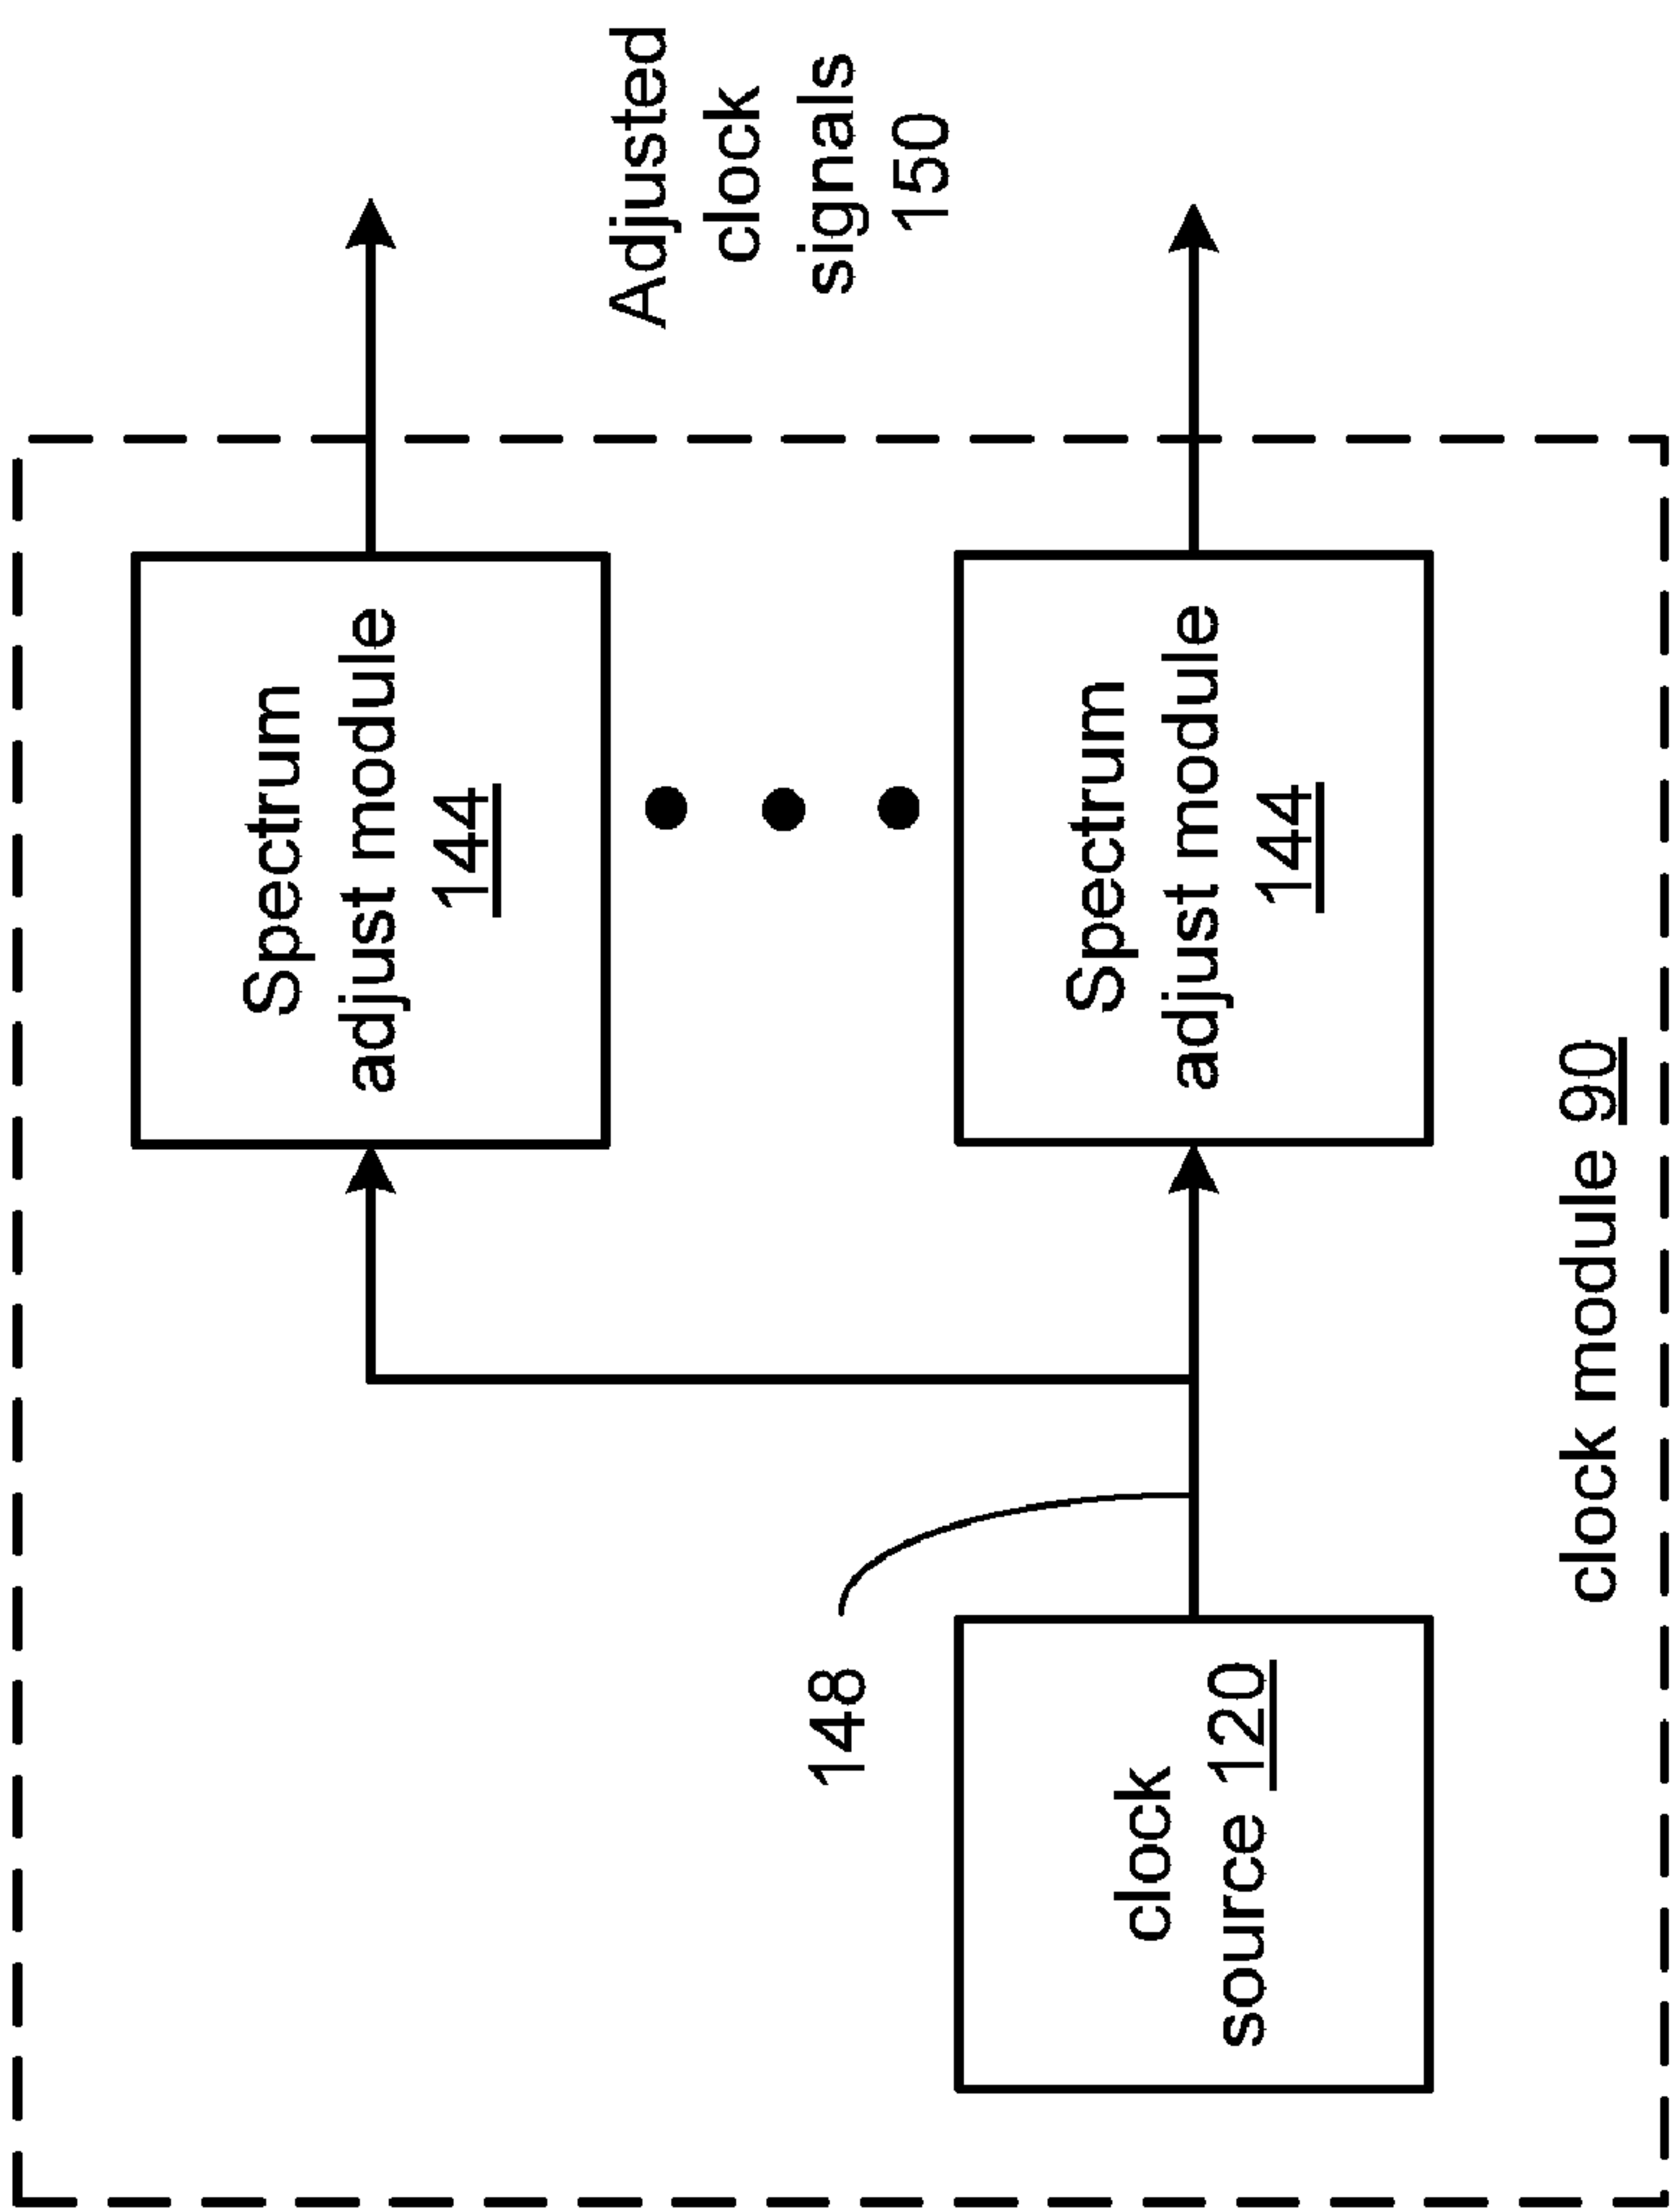 Spectrum
adjust module
144
Adjusted
clock
signals
150
148
clock
source 120
Spectrum
adjust module
144
clock module 90